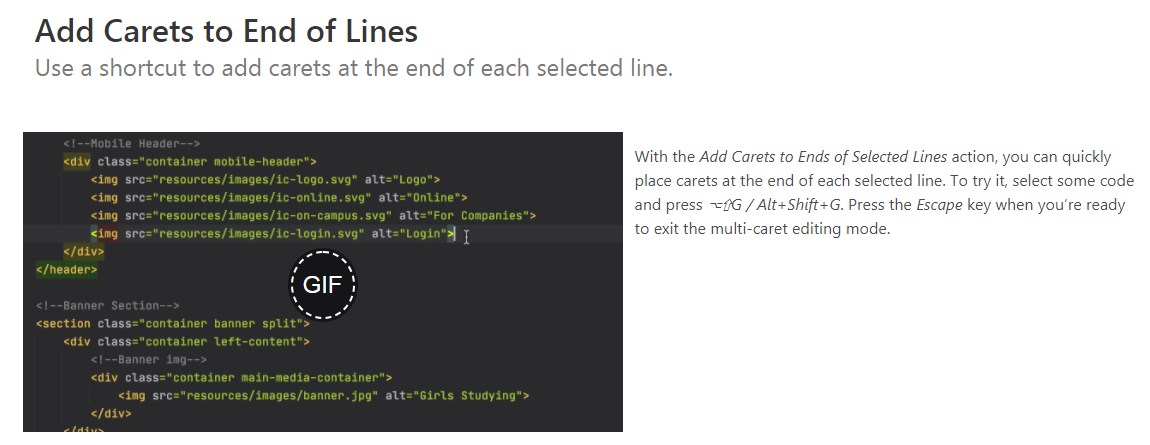 Add Carets to End of Lines
Use a shortcut to add carets at the end of each selected line.
<!--Mobile Header-->
<div class="container mobile-header">
<img src="resources/images/ic-logo.svg" alt="Logo">
<img src="resources/images/ic-online.svg" alt="Online">
<img src="resources/images/ic-on-campus.svg" alt="For Companies">
<img src="resources/images/ic-login.svg" alt="Login">
</div>
</header>
GIF
<!--Banner Section-->
<section class="container banner split">
<div class="container left-content">
<!--Banner img-->
<div class="container main-media-container">
<img src="resources/images/banner.jpg" alt="Girls Studying">
</div>
</div>
With the Add Carets to Ends of Selected Lines action, you can quickly
place carets at the end of each selected line. To try it, select some code
and press ⌥⇧G / Alt+Shift+G. Press the Escape key when you’re ready
to exit the multi-caret editing mode.